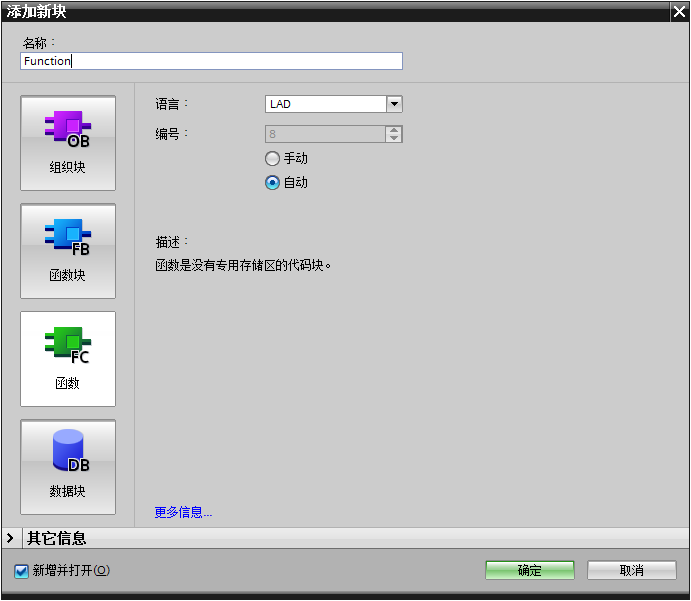 添加新块
名称：
Function
OB
组织块
FB
函数块
FC
函数
DB
数据块
语言：
LAD
编号：
8
手动
自动
描述：
函数是没有专用存储区的代码块。
更多信息...
其它信息
新增并打开(O)
确定
取消